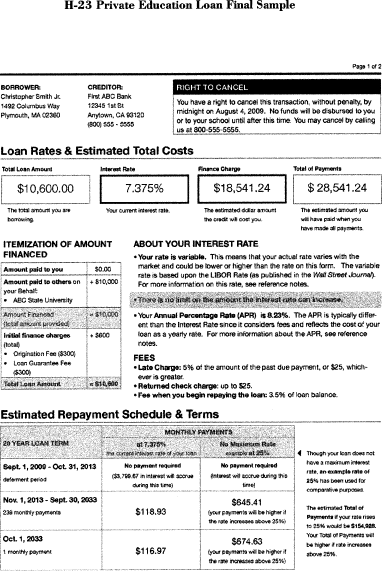 H-23 Private Education Loan Final Sample
Page 1 of 2
BORROWER:
Christopher Smith Jr.
1492 Columbus Way
Plymouth, MA 02360
CREDITOR:
First ABC Bank
12345 1st St
Anytown, CA 93120
(800) 555 - 5555
RIGHT TO CANCEL
You have a right to cancel this transaction, without penalty, by
midnight on August 4, 2009. No funds will be disbursed to you
or to your school until after this time. You may cancel by calling
us at 800-555-5555.
Loan Rates & Estimated Total Costs
Total Loan Amount
$10,600.00
The total amount you are
borrowing.
Interest Rate
7.375%
Your current interest rate.
Finance Charge
$18,541.24
The estimated dollar amount
the credit will cost you.
Total of Payments
$ 28,541.24
The estimated amount you
will have paid when you
have made all payments.
ITEMIZATION OF AMOUNT
FINANCED
Amount paid to you $0.00
Amount paid to others on + $10,000
your Behalf:
• ABC State University
Amount Financed = $10,000
(total amount provided)
Initial finance charges + $600
(total)
• Origination Fee ($300)
• Loan Guarantee Fee
($300)
Total Loan Amount = $10,600
ABOUT YOUR INTEREST RATE
• Your rate is variable. This means that your actual rate varies with the
market and could be lower or higher than the rate on this form. The variable
rate is based upon the LIBOR Rate (as published in the Wall Street Journal).
For more information on this rate, see reference notes.
• There is no limit on the amount the interest rate can increase.
• Your Annual Percentage Rate (APR) is 8.23%. The APR is typically differ-
ent than the Interest Rate since it considers fees and reflects the cost of your
loan as a yearly rate. For more information about the APR, see reference
notes.
FEES
• Late Charge: 5% of the amount of the past due payment, or $25, which-
ever is greater.
• Returned check charge: up to $25.
• Fee when you begin repaying the loan: 3.5% of loan balance.
Estimated Repayment Schedule & Terms
MONTHLY PAYMENTS
20 YEAR LOAN TERM
at 7.375%
the current interest rate of your loan
No Maximum Rate
example at 25%
Sept. 1, 2009 - Oct. 31, 2013
deferment period
No payment required
($3,799.67 in interest will accrue
during this time)
No payment required
(interest will accrue during this
time)
Nov. 1, 2013 - Sept. 30, 2033
239 monthly payments
$118.93
$645.41
(your payments will be higher if
the rate increases above 25%)
Oct. 1, 2033
1 monthly payment
$116.97
$674.63
(your payments will be higher if
the rate increases above 25%)
Though your loan does not
have a maximum interest
rate, an example rate of
25% has been used for
comparative purposes.
The estimated Total of
Payments if your rate rises
to 25% would be $154,928.
Your Total of Payments will
be higher if rate increases
above 25%.